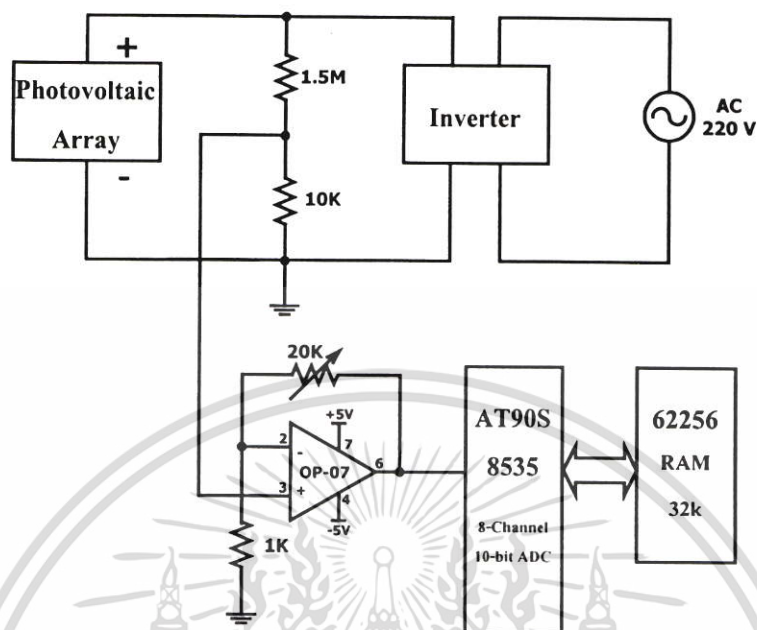 +
Photovoltaic
Array
-
1.5M
10K
Inverter
AC
220 V
20K
+5V
2
-
7
OP-07
6
3
+
4
-5V
1K
AT90S
8535
8-Channel
10-bit ADC
62256
RAM
32k